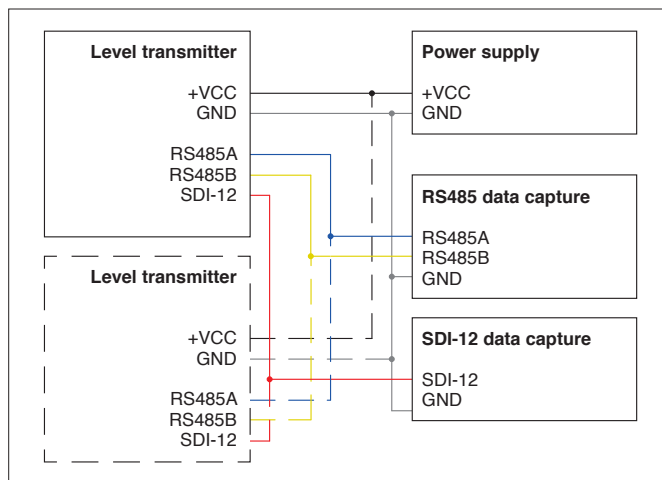 Level transmitter
+VCC
GND
RS485A
RS485B
SDI-12
Level transmitter
+VCC
GND
RS485A
RS485B
SDI-12
Power supply
+VCC
GND
RS485 data capture
RS485A
RS485B
GND
SDI-12 data capture
SDI-12
GND